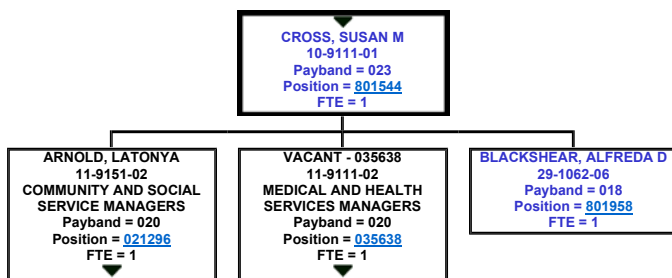 CROSS, SUSAN M
10-9111-01
Payband = 023
Position = 801544
FTE = 1
ARNOLD, LATONYA
11-9151-02
COMMUNITY AND SOCIAL
SERVICE MANAGERS
Payband = 020
Position = 021296
FTE = 1
VACANT - 035638
11-9111-02
MEDICAL AND HEALTH
SERVICES MANAGERS
Payband = 020
Position = 035638
FTE = 1
BLACKSHEAR, ALFREDA D
29-1062-06
Payband = 018
Position = 801958
FTE = 1